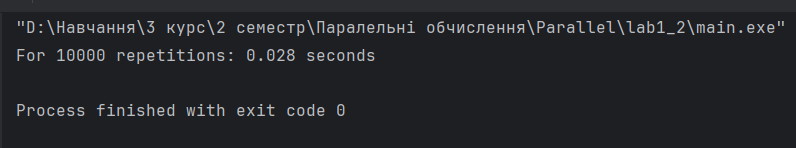 "D:\Навчання\3 курс\2 семестр\Паралельні обчислення\Parallel\lab1_2\main.exe"
For 10000 repetitions: 0.028 seconds
Process finished with exit code 0